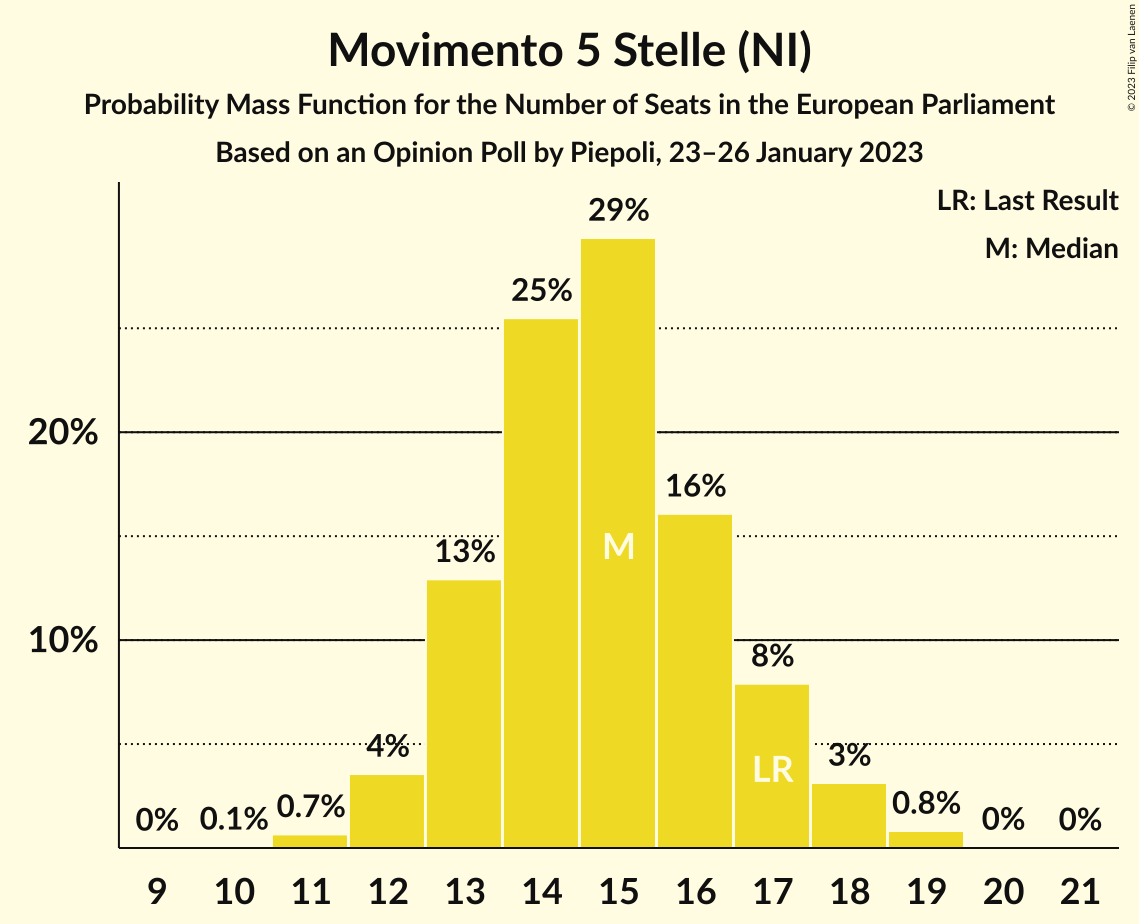 Movimento 5 Stelle (NI)
Probability Mass Function for the Number of Seats in the European Parliament
Based on an Opinion Poll by Piepoli, 23–26 January 2023
© 2023 Filip van Laenen
LR: Last Result
M: Median
20%
10%
0%
0.1%
0.7%
4%
13%
25%
29%
16%
8%
3%
0.8%
0%
0%
M
LR
9 10 11 12 13 14 15 16 17 18 19 20 21